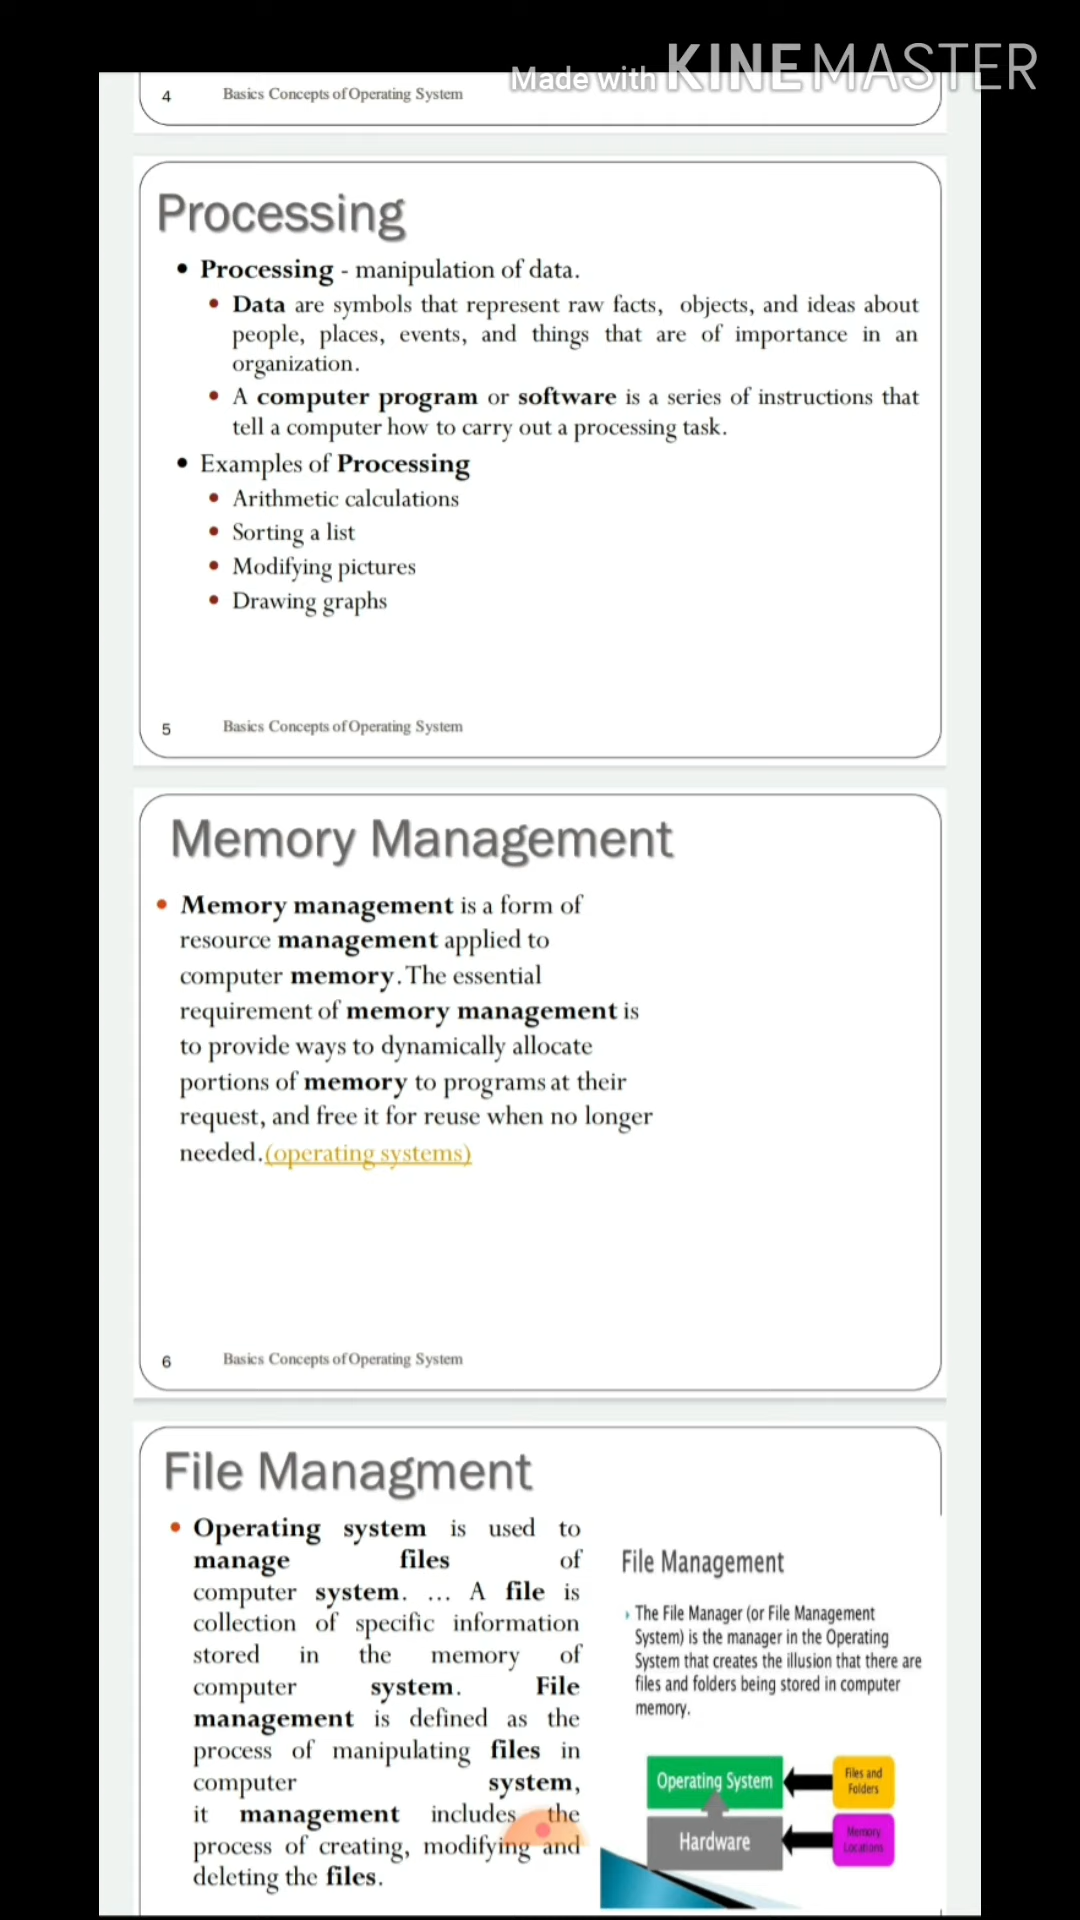 Made with KINEMASTER
4 Basics Concepts of Operating System
Processing
• Processing - manipulation of data.
• Data are symbols that represent raw facts, objects, and ideas about
people, places, events, and things that are of importance in an
organization.
• A computer program or software is a series of instructions that
tell a computer how to carry out a processing task.
• Examples of Processing
• Arithmetic calculations
• Sorting a list
• Modifying pictures
• Drawing graphs
5 Basics Concepts of Operating System
Memory Management
• Memory management is a form of
resource management applied to
computer memory. The essential
requirement of memory management is
to provide ways to dynamically allocate
portions of memory to programs at their
request, and free it for reuse when no longer
needed.(operating systems)
6 Basics Concepts of Operating System
File Managment
• Operating system is used to
manage files of
computer system. ... A file is
collection of specific information
stored in the memory of
computer system. File
management is defined as the
process of manipulating files in
computer system,
it management includes the
process of creating, modifying and
deleting the files.
File Management
The File Manager (or File Management
System) is the manager in the Operating
System that creates the illusion that there are
files and folders being stored in computer
memory.
Operating System
Files and
Folders
Hardware
Memory
Locations